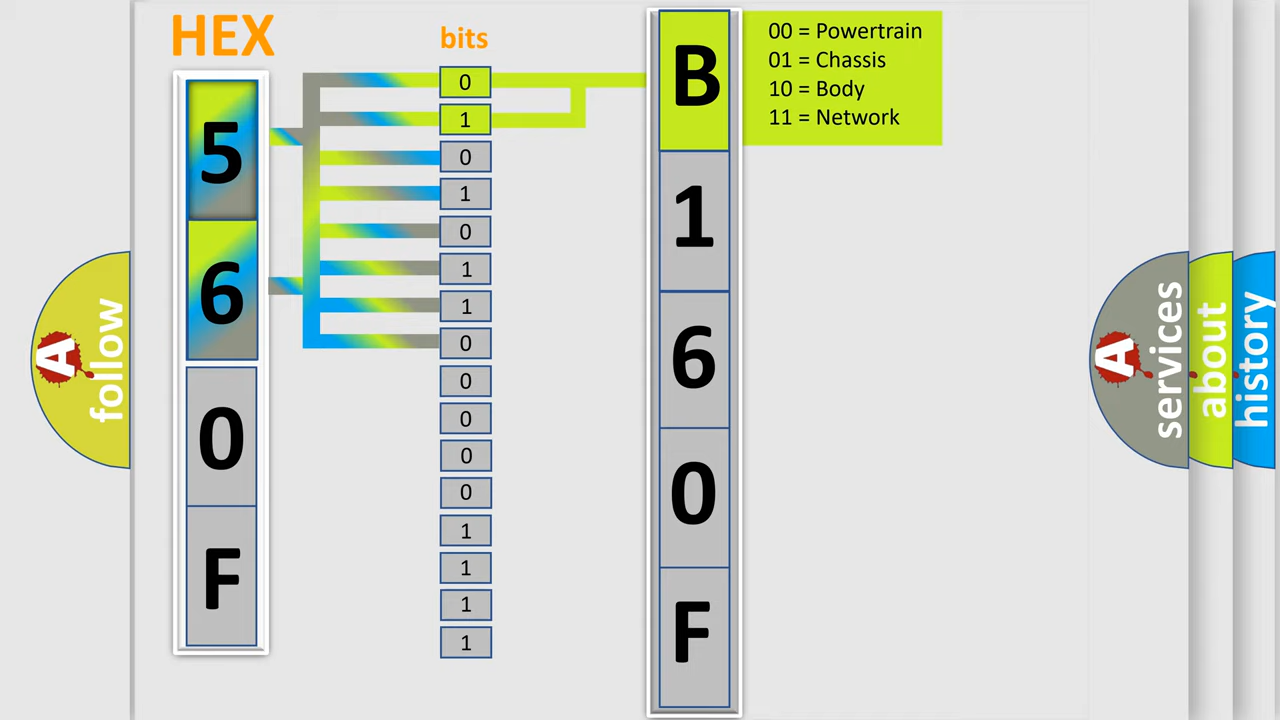 HEX
bits
5
6
0
F
0
1
0
1
0
1
1
0
0
0
0
0
1
1
1
1
B
1
6
0
F
00 = Powertrain
01 = Chassis
10 = Body
11 = Network
A
follow
A
services
about
history